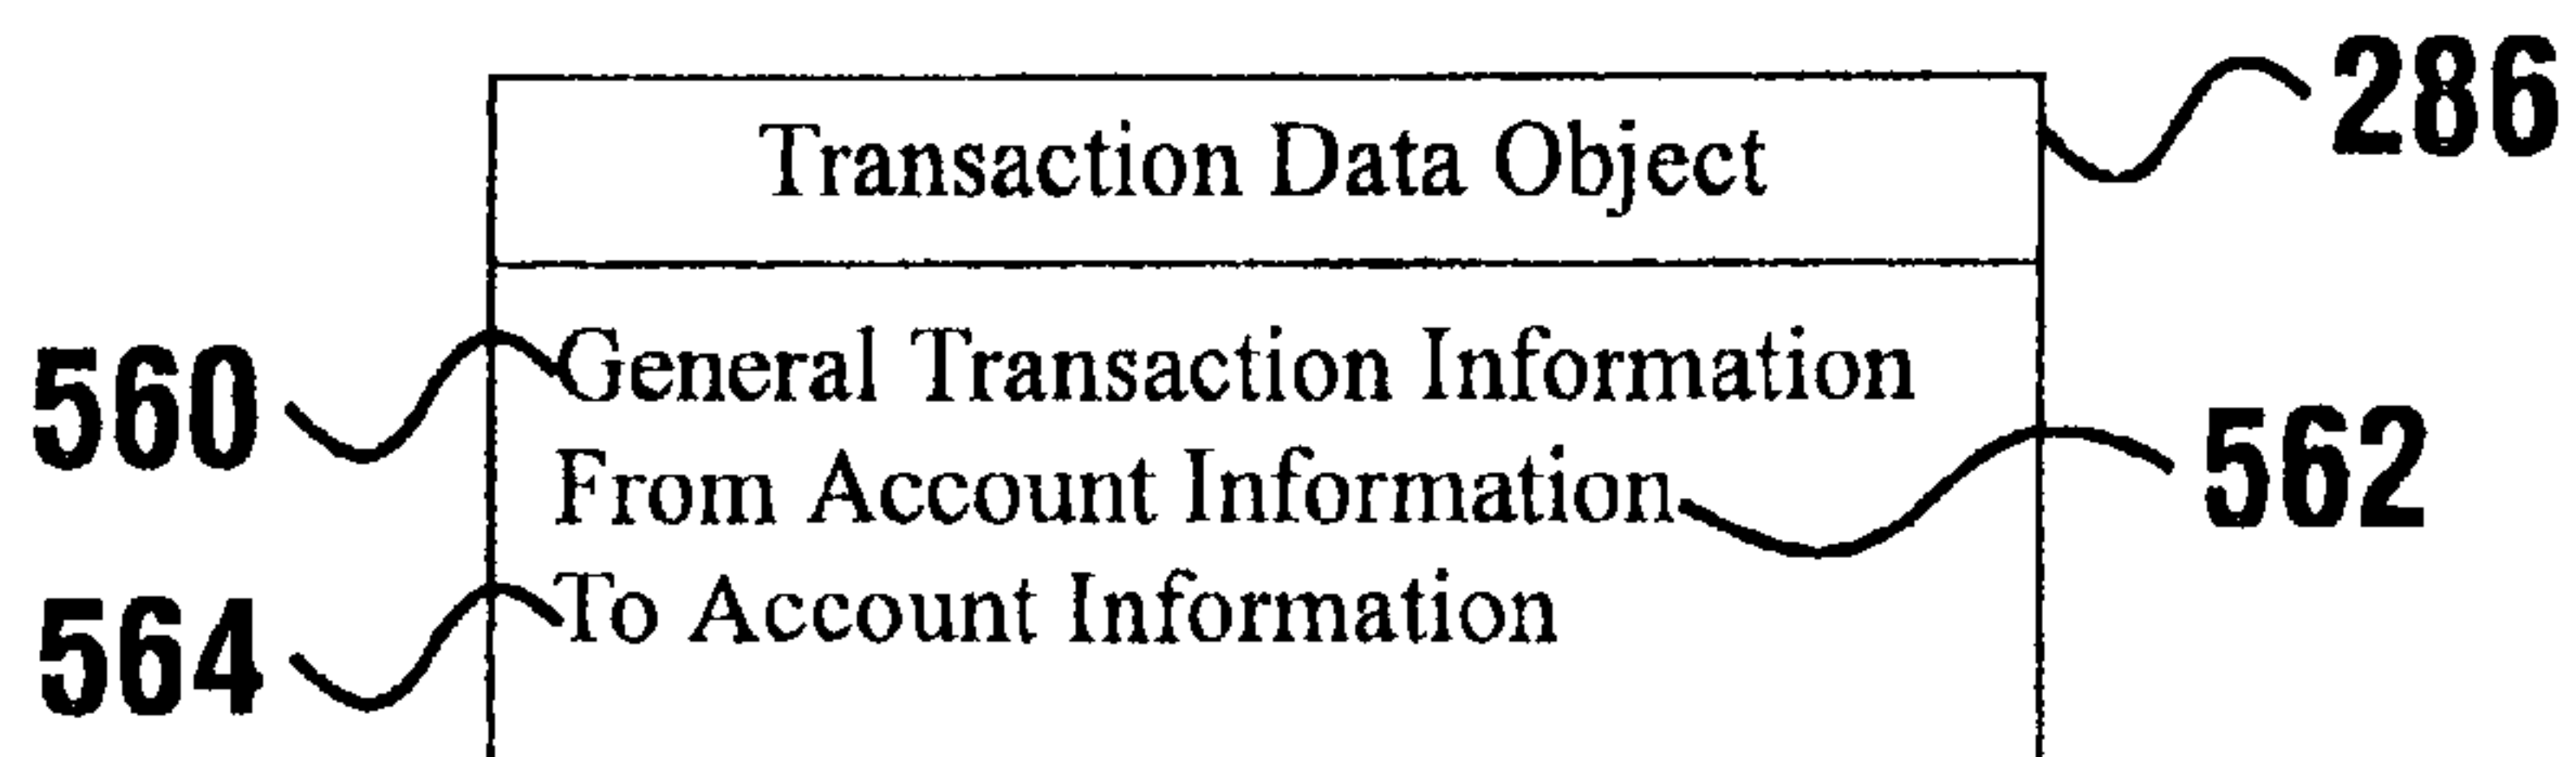 286
Transaction Data Object
560
General Transaction Information
From Account Information
562
564
To Account Information